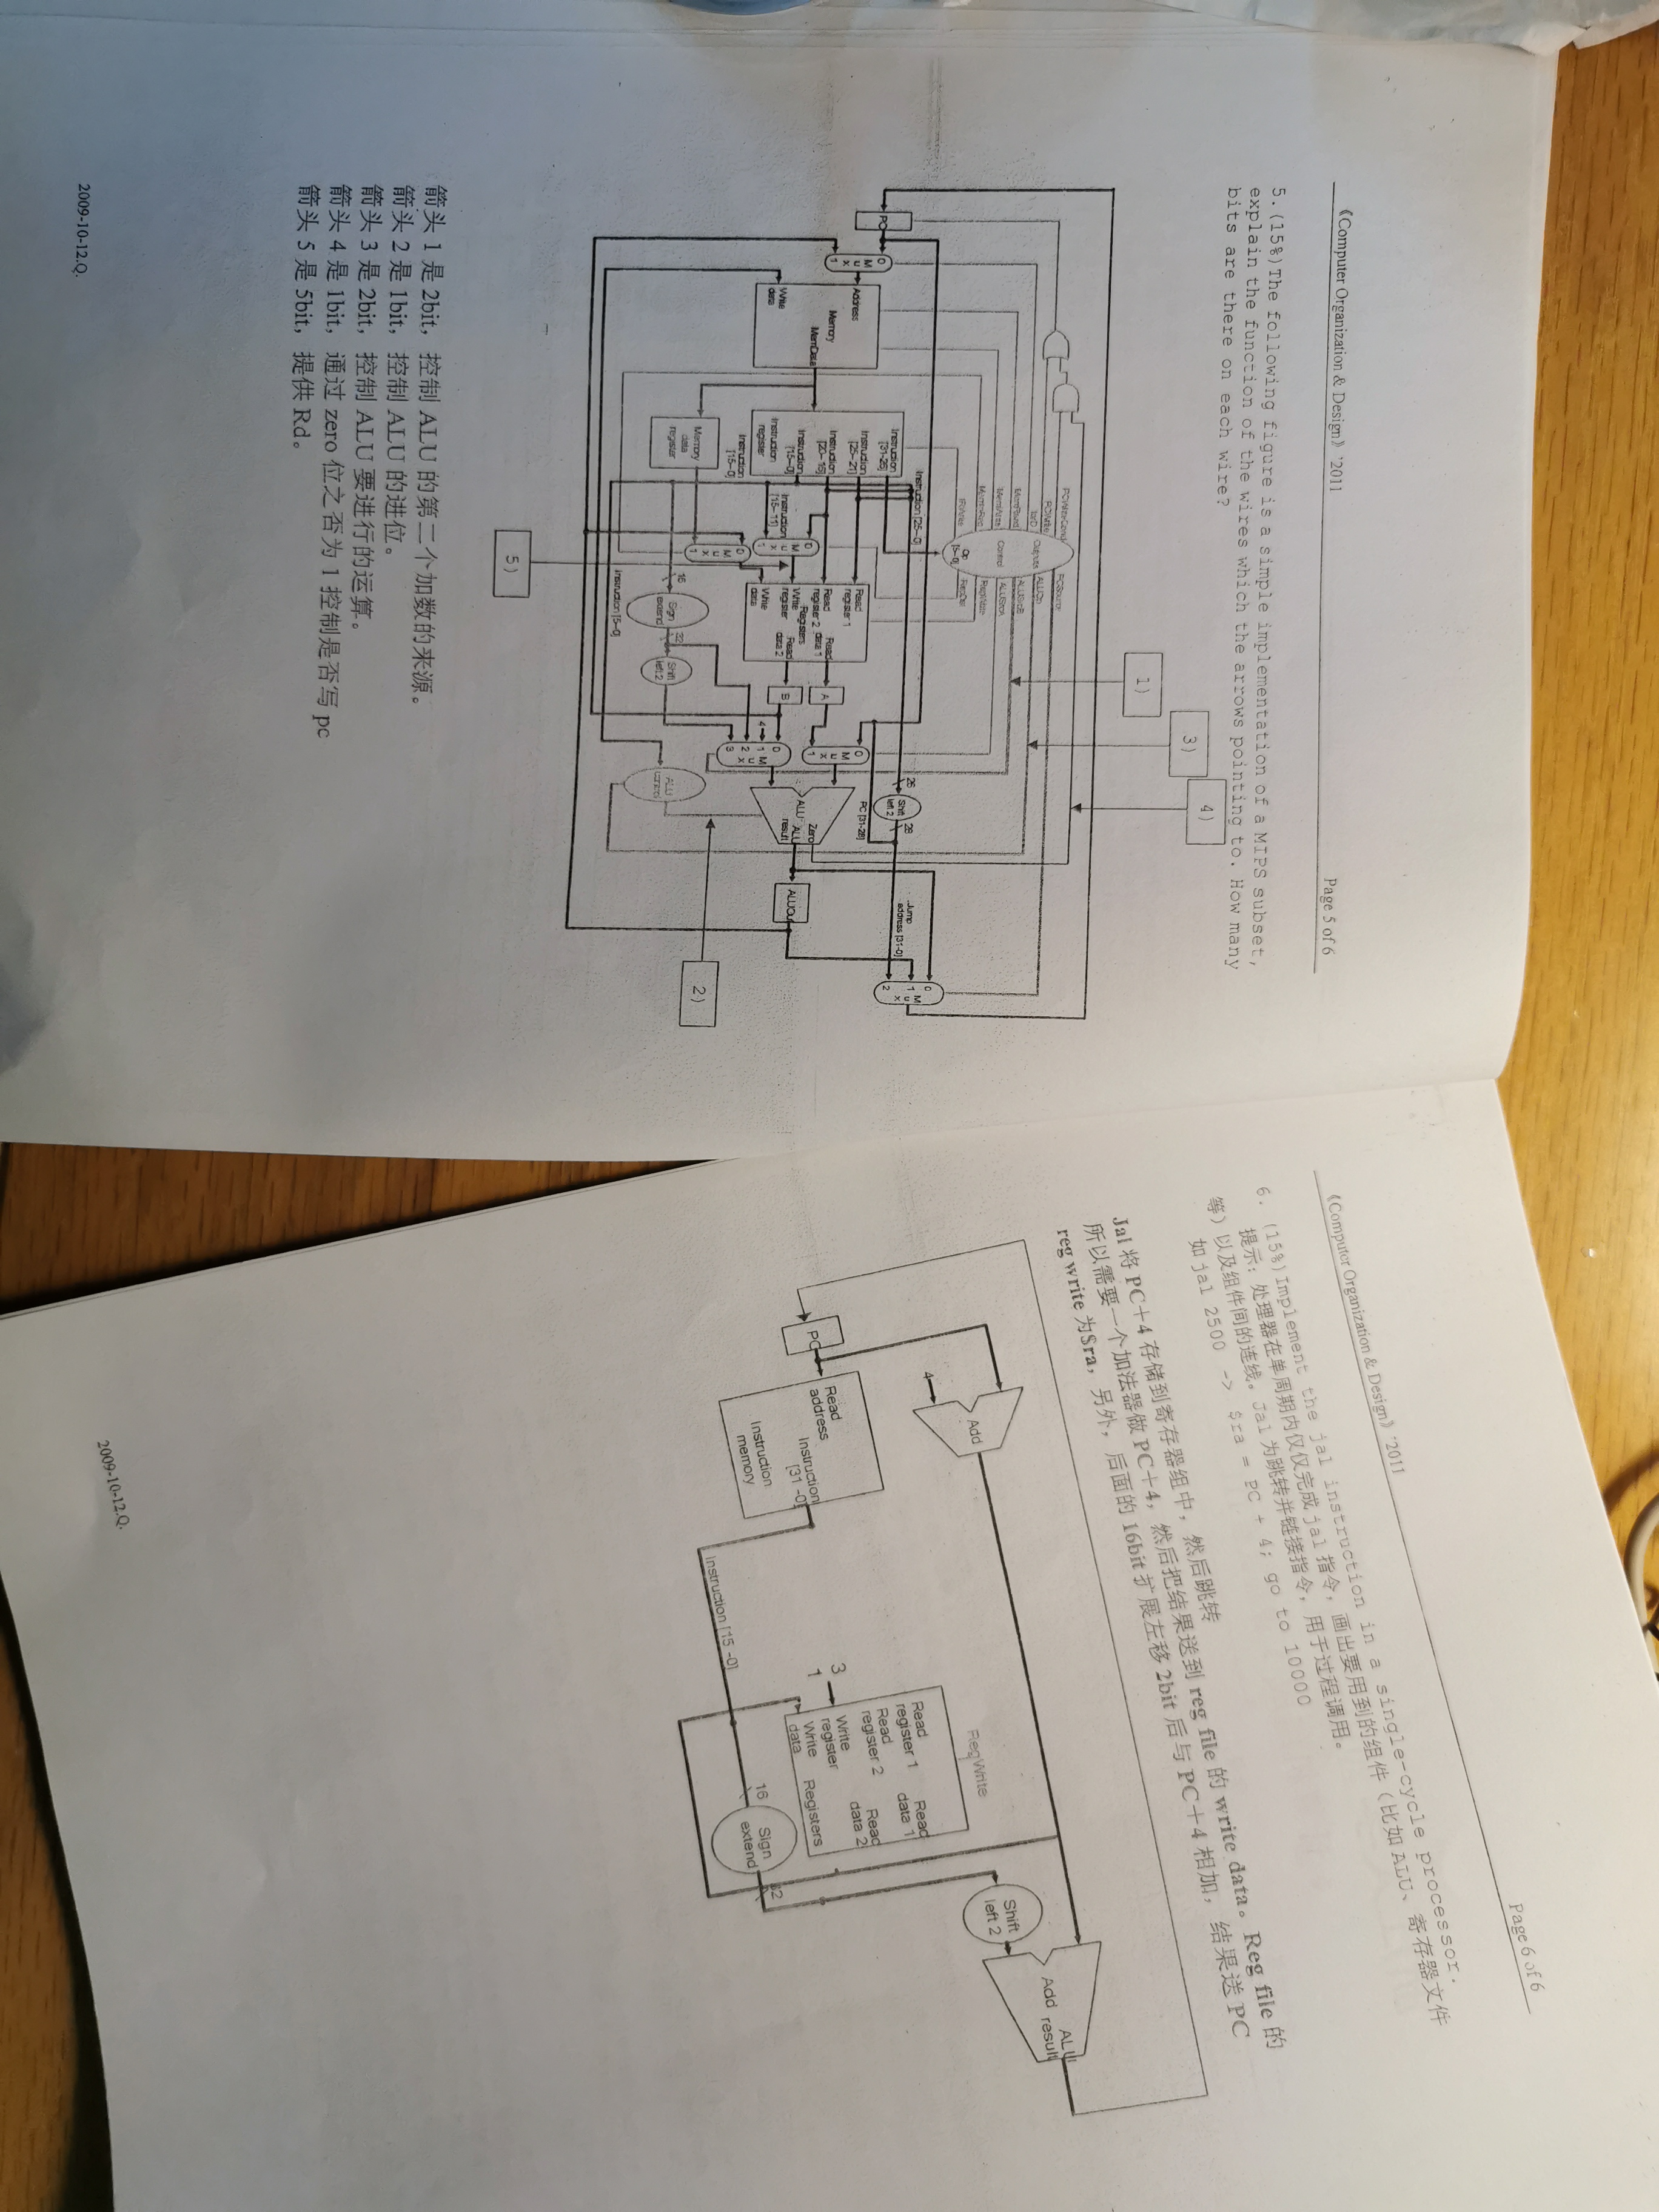 《Computer Organization & Design》'2011
Page 5 of 6
5.(15%)The following figure is a simple implementation of a MIPS subset,
explain the function of the wires which the arrows pointing to. How many
bits are there on each wire?
1)
3)
4)
PCWriteCond
PCSource
PCWrite
Outputs
ALUOp
IorD
MemRead
ALUSrcB
Control
MemWrite
ALUSrcA
MemtoReg
RegWrite
IRWrite
Op
[5–0]
RegDst
PC
0
M
u
x
1
Address
Memory
MemData
Write
data
Instruction [25–0]
Instruction
[31-26]
Instruction
[25–21]
Instruction
[20–16]
Instruction
[15–0]
Instruction
register
Instruction
[15–0]
Memory
data
register
0
M
u
x
1
Instruction
[15–11]
0
M
u
x
1
Read
register 1
Read
register 2
Write
register
Write
data
Registers
Read
data 1
Read
data 2
16
Sign
extend
32
Shift
left 2
Instruction [5–0]
A
B
4
0
M
u
x
1
0
1 M
2 u
3 x
26
Shift
left 2
28
PC [31-28]
Zero
ALU
ALU
result
ALU
control
ALUOut
Jump
address [31-0]
0
1 M
u
2 x
5)
2)
箭头 1 是 2bit， 控制 ALU 的第二个加数的来源。
箭头 2 是 1bit， 控制 ALU 的进位。
箭头 3 是 2bit， 控制 ALU 要进行的运算。
箭头 4 是 1bit， 通过 zero 位之否为 1 控制是否写 pc
箭头 5 是 5bit， 提供 Rd。
2009-10-12.Q.
《Computer Organization & Design》'2011
Page 6 of 6
6. (15%)Implement the jal instruction in a single-cycle processor.
提示：处理器在单周期内仅仅完成 jal 指令，画出要用到的组件（比如 ALU、寄存器文件
等）以及组件间的连线。Jal 为跳转并链接指令，用于过程调用。
如 jal 2500 -> $ra = PC + 4; go to 10000
Jal 将 PC＋4 存储到寄存器组中，然后跳转
所以需要一个加法器做 PC＋4，然后把结果送到 reg file 的 write data。Reg file 的
reg write 为$ra，另外，后面的 16bit 扩展左移 2bit 后与 PC＋4 相加，结果送 PC
PC
4
Add
Read
address
Instruction
[31 -0]
Instruction
memory
Instruction [15 -0]
3
1
RegWrite
Read
register 1
Read
register 2
Write
register
Write
data
Read
data 1
Read
data 2
Registers
16
Sign
extend
32
Shift
left 2
Add
ALU
result
2009-10-12.Q.